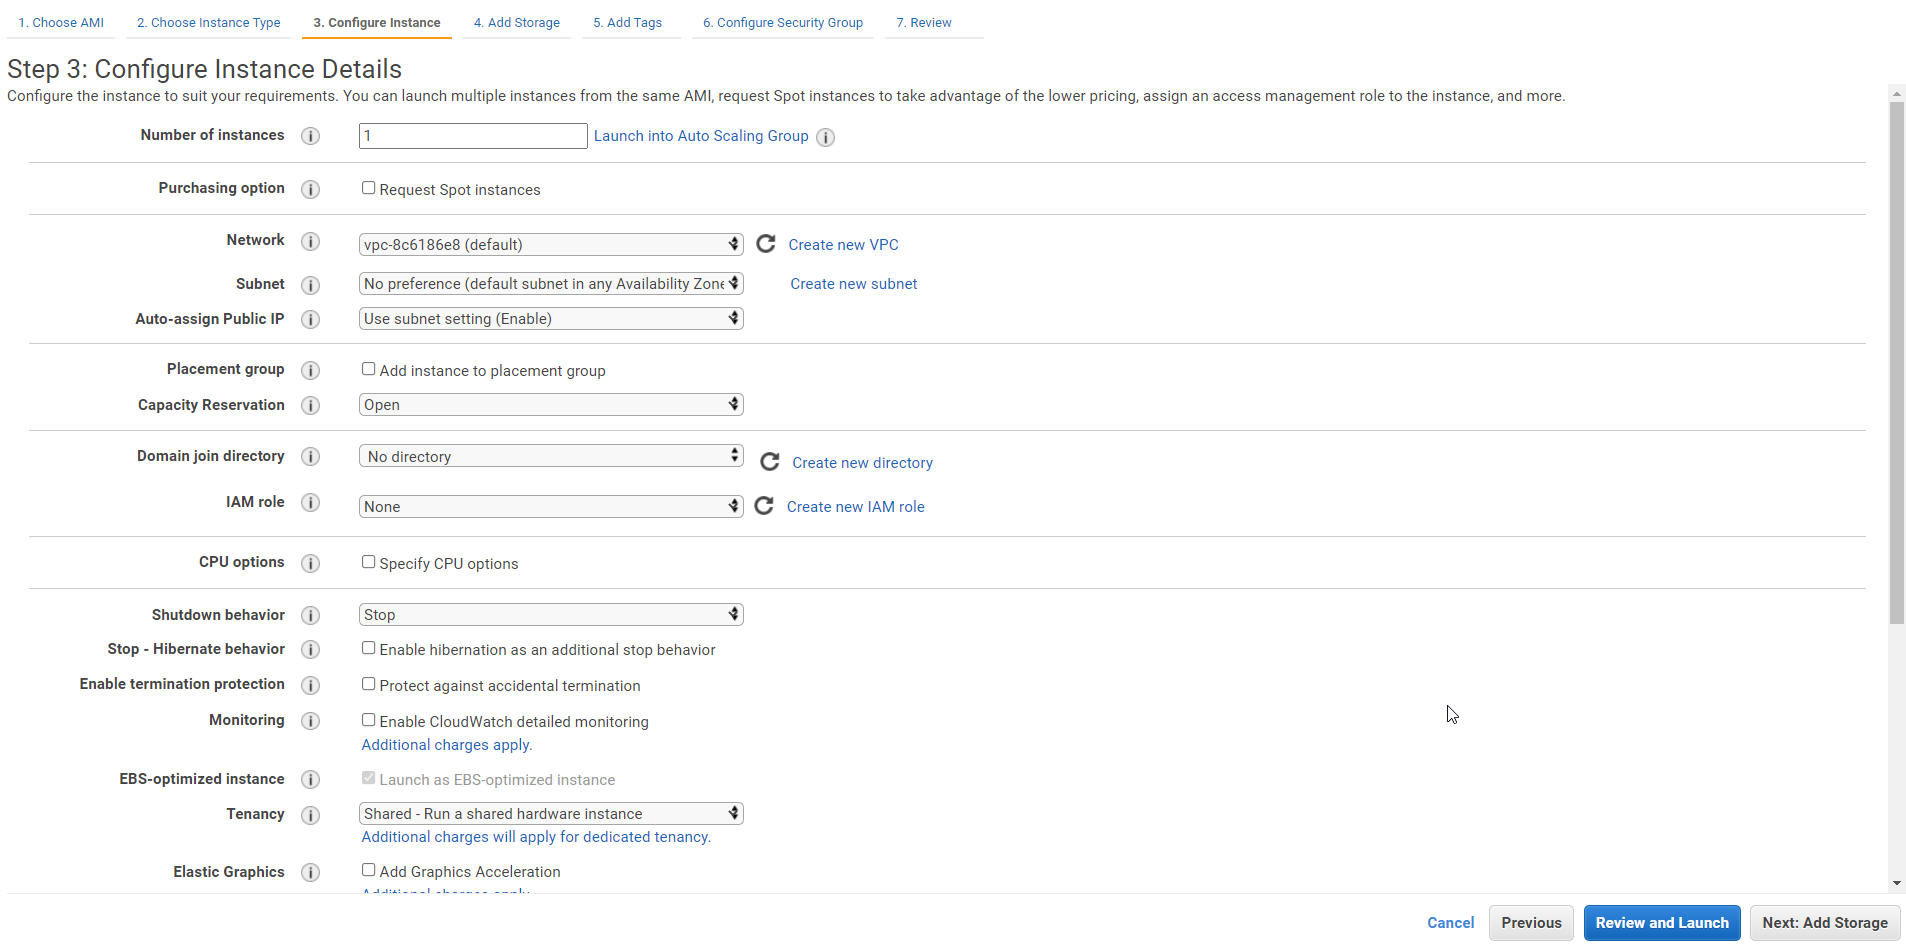 1. Choose AMI 2. Choose Instance Type 3. Configure Instance 4. Add Storage 5. Add Tags 6. Configure Security Group 7. Review
Step 3: Configure Instance Details
Configure the instance to suit your requirements. You can launch multiple instances from the same AMI, request Spot instances to take advantage of the lower pricing, assign an access management role to the instance, and more.
Number of instances 1 Launch into Auto Scaling Group
Purchasing option Request Spot instances
Network vpc-8c6186e8 (default) Create new VPC
Subnet No preference (default subnet in any Availability Zone Create new subnet
Auto-assign Public IP Use subnet setting (Enable)
Placement group Add instance to placement group
Capacity Reservation Open
Domain join directory No directory Create new directory
IAM role None Create new IAM role
CPU options Specify CPU options
Shutdown behavior Stop
Stop - Hibernate behavior Enable hibernation as an additional stop behavior
Enable termination protection Protect against accidental termination
Monitoring Enable CloudWatch detailed monitoring
Additional charges apply.
EBS-optimized instance Launch as EBS-optimized instance
Tenancy Shared - Run a shared hardware instance
Additional charges will apply for dedicated tenancy.
Elastic Graphics Add Graphics Acceleration
Additional charges apply
Cancel Previous Review and Launch Next: Add Storage